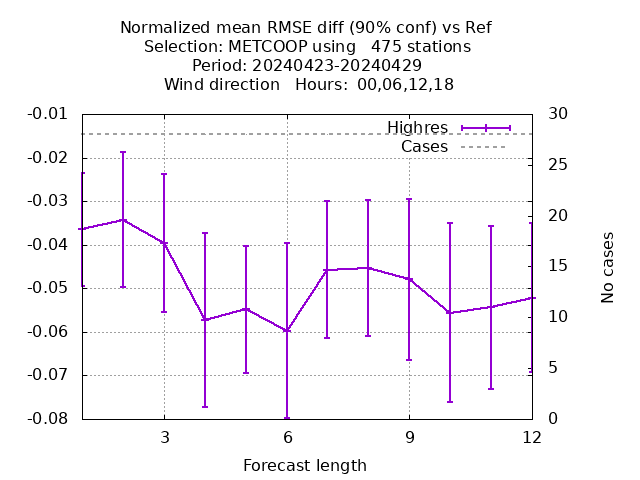 Normalized mean RMSE diff (90% conf) vs Ref
Selection: METCOOP using   475 stations
Period: 20240423-20240429
Wind direction   Hours:  00,06,12,18
-0.01
-0.02
-0.03
-0.04
-0.05
-0.06
-0.07
-0.08
Highres
Cases
30
25
20
15
10
5
0
No cases
3 6 9 12
Forecast length